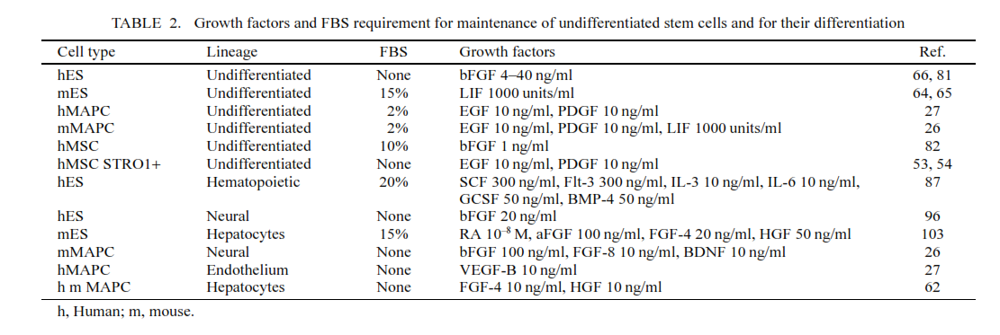 TABLE 2. Growth factors and FBS requirement for maintenance of undifferentiated stem cells and for their differentiation
Cell type Lineage FBS Growth factors Ref.
hES Undifferentiated None bFGF 4–40 ng/ml 66, 81
mES Undifferentiated 15% LIF 1000 units/ml 64, 65
hMAPC Undifferentiated 2% EGF 10 ng/ml, PDGF 10 ng/ml 27
mMAPC Undifferentiated 2% EGF 10 ng/ml, PDGF 10 ng/ml, LIF 1000 units/ml 26
hMSC Undifferentiated 10% bFGF 1 ng/ml 82
hMSC STRO1+ Undifferentiated None EGF 10 ng/ml, PDGF 10 ng/ml 53, 54
hES Hematopoietic 20% SCF 300 ng/ml, Flt-3 300 ng/ml, IL-3 10 ng/ml, IL-6 10 ng/ml, 87
GCSF 50 ng/ml, BMP-4 50 ng/ml
hES Neural None bFGF 20 ng/ml 96
mES Hepatocytes 15% RA 10⁻⁸ M, aFGF 100 ng/ml, FGF-4 20 ng/ml, HGF 50 ng/ml 103
mMAPC Neural None bFGF 100 ng/ml, FGF-8 10 ng/ml, BDNF 10 ng/ml 26
hMAPC Endothelium None VEGF-B 10 ng/ml 27
h m MAPC Hepatocytes None FGF-4 10 ng/ml, HGF 10 ng/ml 62
h, Human; m, mouse.